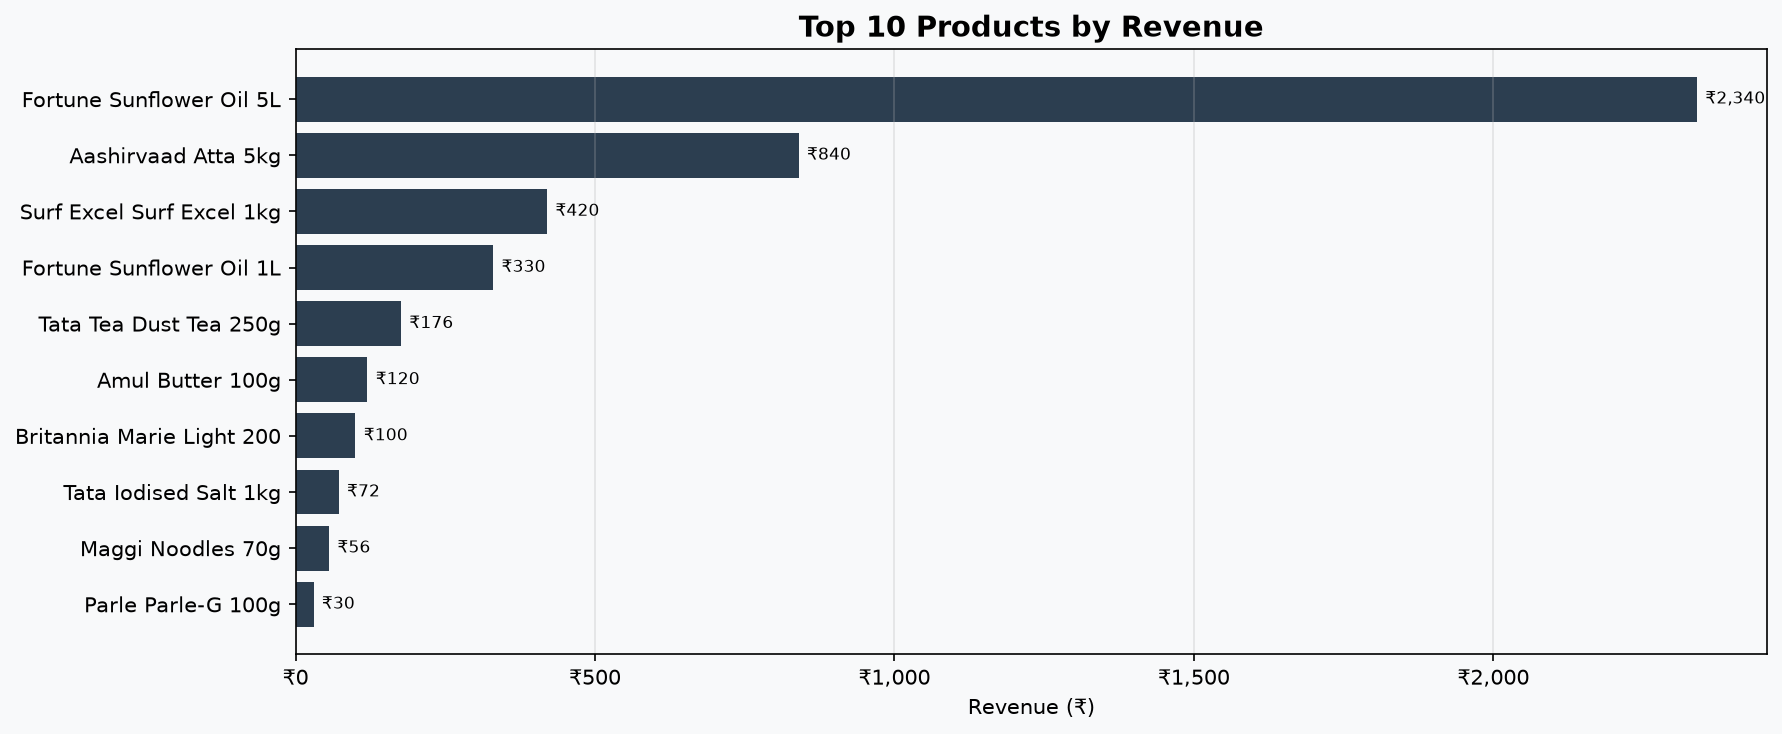 Top 10 Products by Revenue
Fortune Sunflower Oil 5L ₹2,340
Aashirvaad Atta 5kg ₹840
Surf Excel Surf Excel 1kg ₹420
Fortune Sunflower Oil 1L ₹330
Tata Tea Dust Tea 250g ₹176
Amul Butter 100g ₹120
Britannia Marie Light 200 ₹100
Tata Iodised Salt 1kg ₹72
Maggi Noodles 70g ₹56
Parle Parle-G 100g ₹30
₹0 ₹500 ₹1,000 ₹1,500 ₹2,000
Revenue (₹)